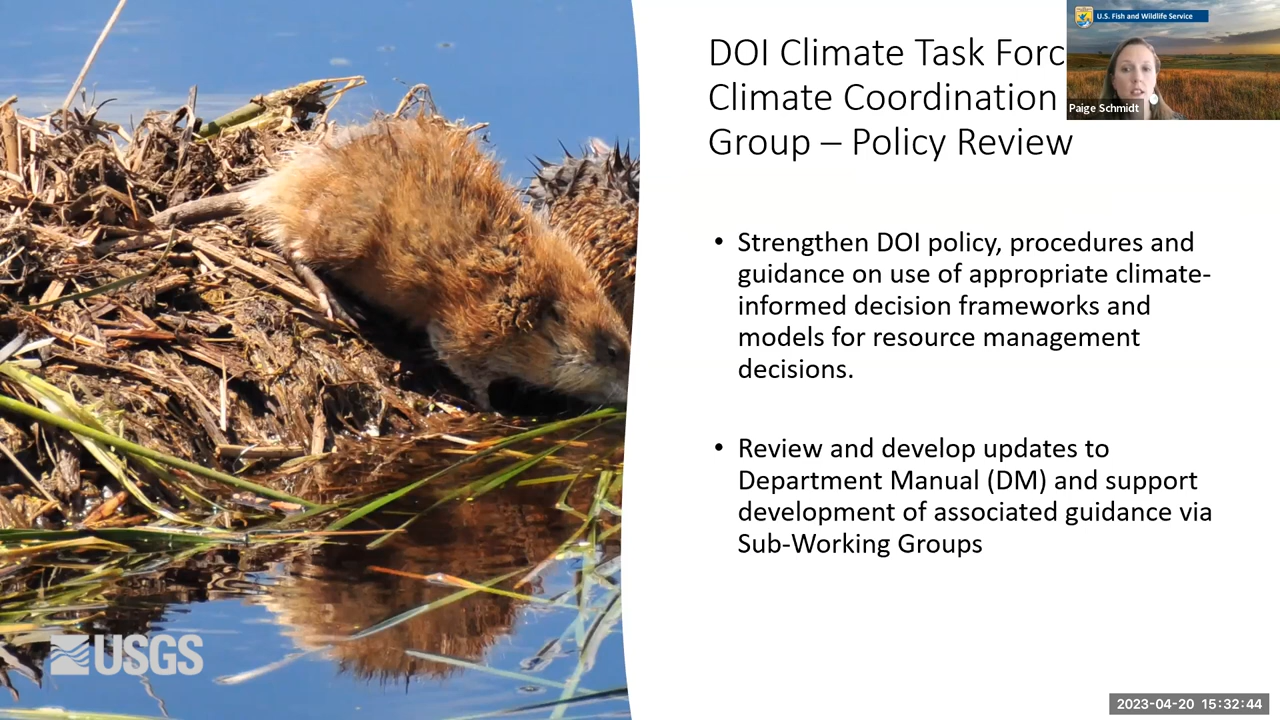 DOI Climate Task Forc
Climate Coordination
Group – Policy Review
U.S. Fish and Wildlife Service
Paige Schmidt
• Strengthen DOI policy, procedures and
guidance on use of appropriate climate-
informed decision frameworks and
models for resource management
decisions.
• Review and develop updates to
Department Manual (DM) and support
development of associated guidance via
Sub-Working Groups
USGS
2023-04-20 15:32:44